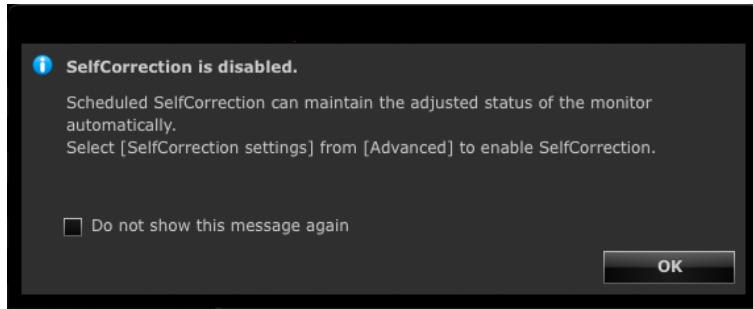 SelfCorrection is disabled.
Scheduled SelfCorrection can maintain the adjusted status of the monitor
automatically.
Select [SelfCorrection settings] from [Advanced] to enable SelfCorrection.
Do not show this message again
OK